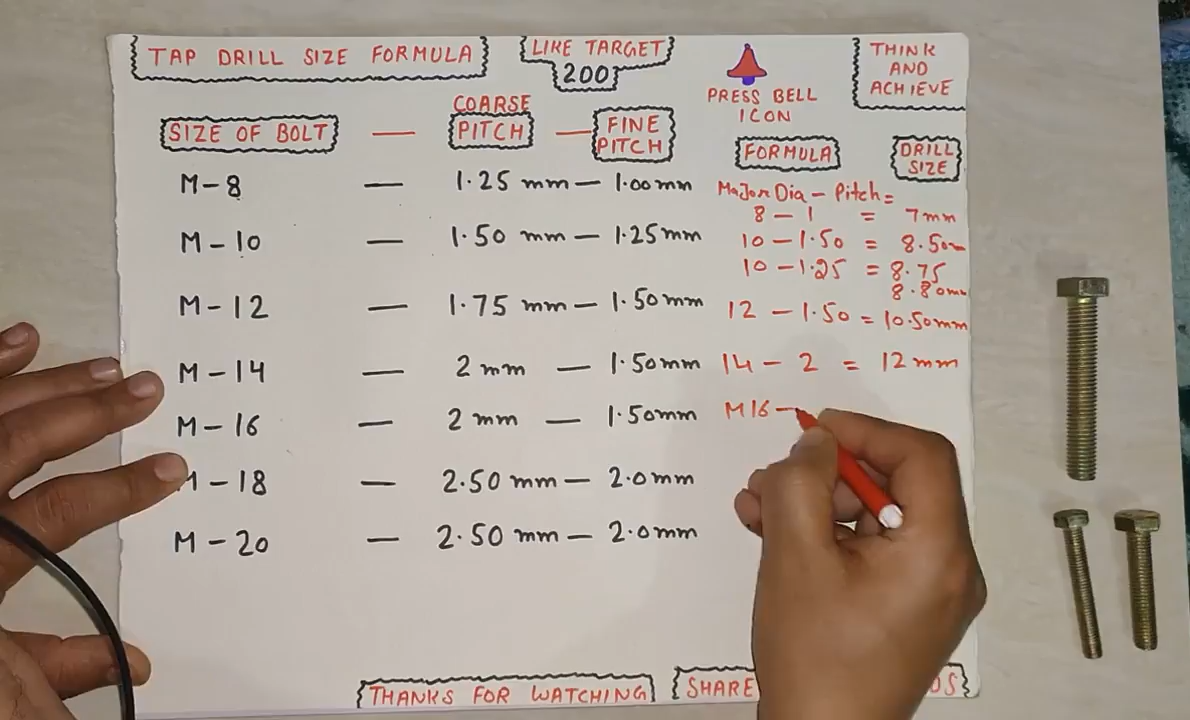 TAP DRILL SIZE FORMULA
LIKE TARGET
200
PRESS BELL
ICON
THINK
AND
ACHIEVE
SIZE OF BOLT — COARSE PITCH — FINE PITCH
FORMULA
DRILL SIZE
M-8 — 1.25 mm — 1.00mm
Major Dia - Pitch =
8 - 1 = 7mm
M-10 — 1.50 mm — 1.25mm
10 - 1.50 = 8.50m
10 - 1.25 = 8.75
8.80mm
M-12 — 1.75 mm — 1.50mm
12 - 1.50 = 10.50mm
M-14 — 2 mm — 1.50mm
14 - 2 = 12 mm
M-16 — 2 mm — 1.50mm
M16 -
M-18 — 2.50 mm — 2.0mm
M-20 — 2.50 mm — 2.0mm
THANKS FOR WATCHING
SHARE